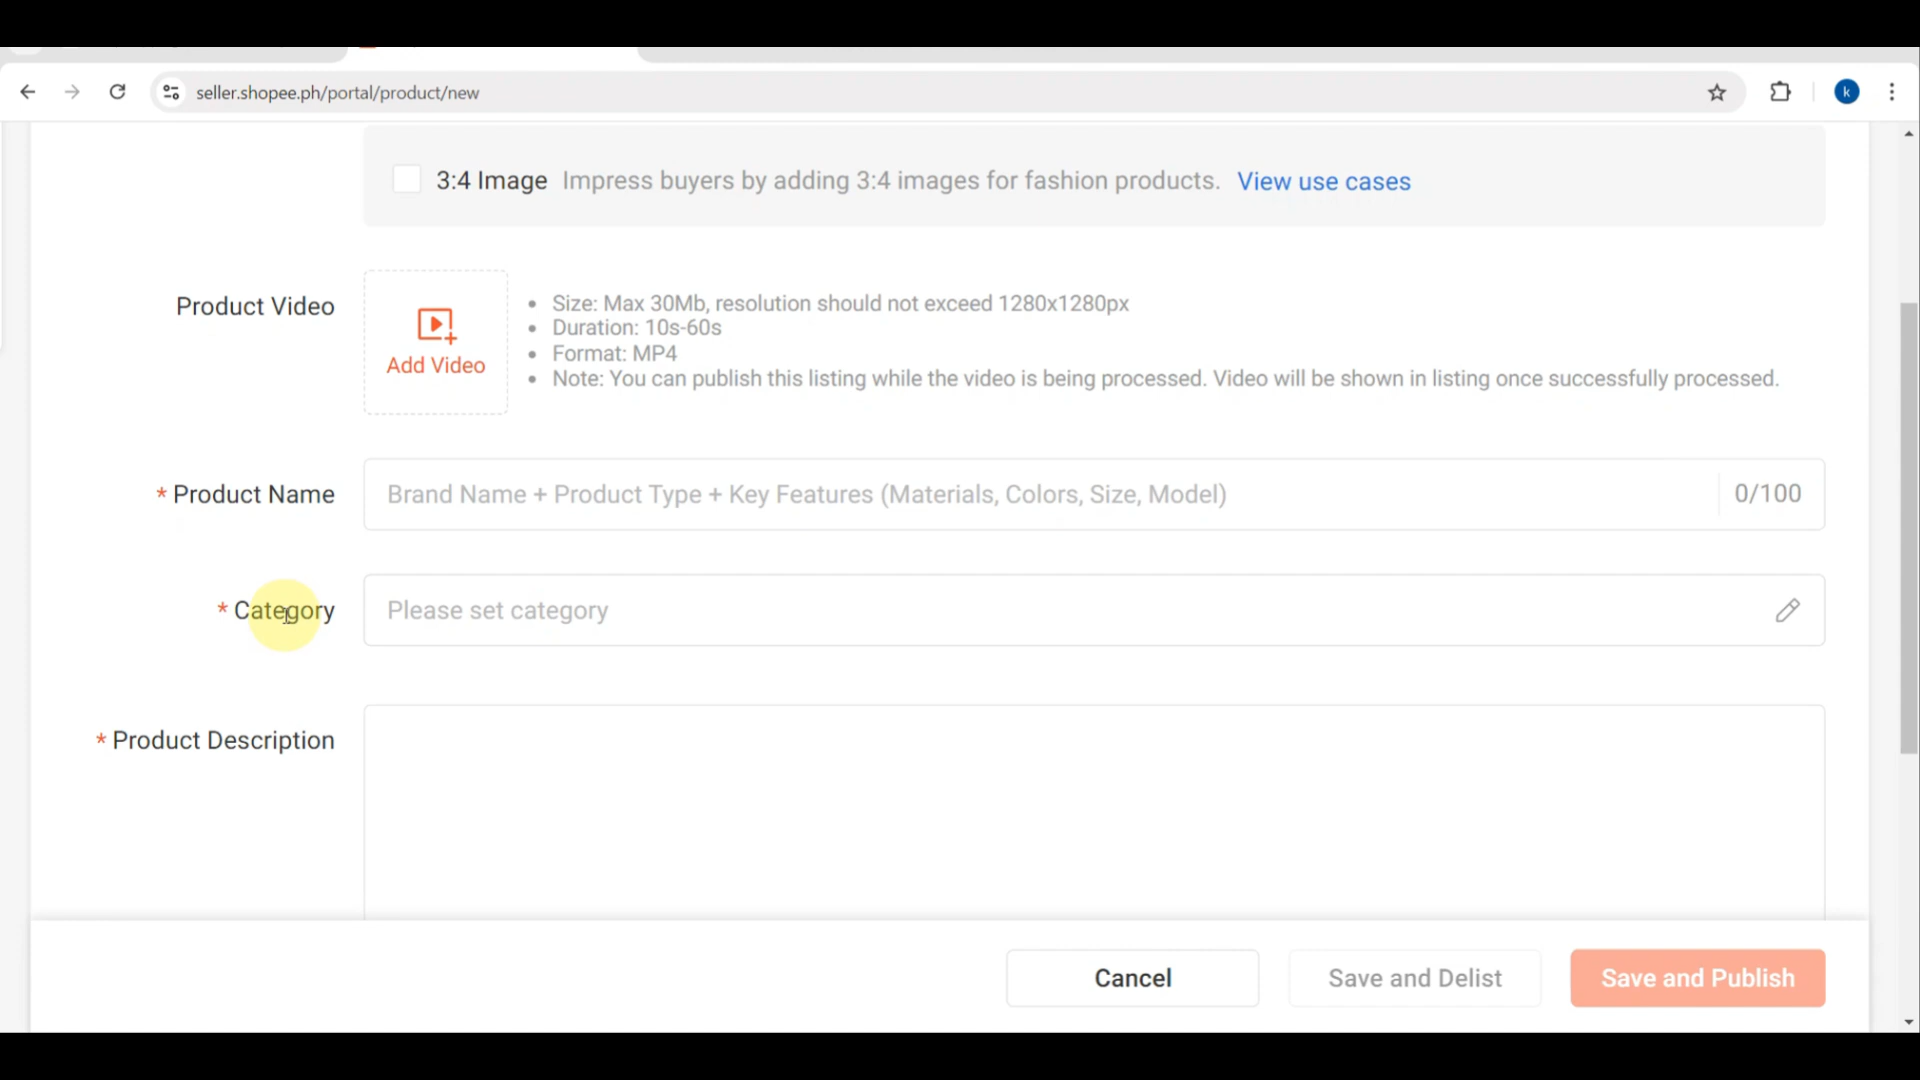 seller.shopee.ph/portal/product/new
k
3:4 Image Impress buyers by adding 3:4 images for fashion products. View use cases
Product Video
Add Video
• Size: Max 30Mb, resolution should not exceed 1280x1280px
• Duration: 10s-60s
• Format: MP4
• Note: You can publish this listing while the video is being processed. Video will be shown in listing once successfully processed.
* Product Name
Brand Name + Product Type + Key Features (Materials, Colors, Size, Model)
0/100
* Category
Please set category
* Product Description
Cancel
Save and Delist
Save and Publish